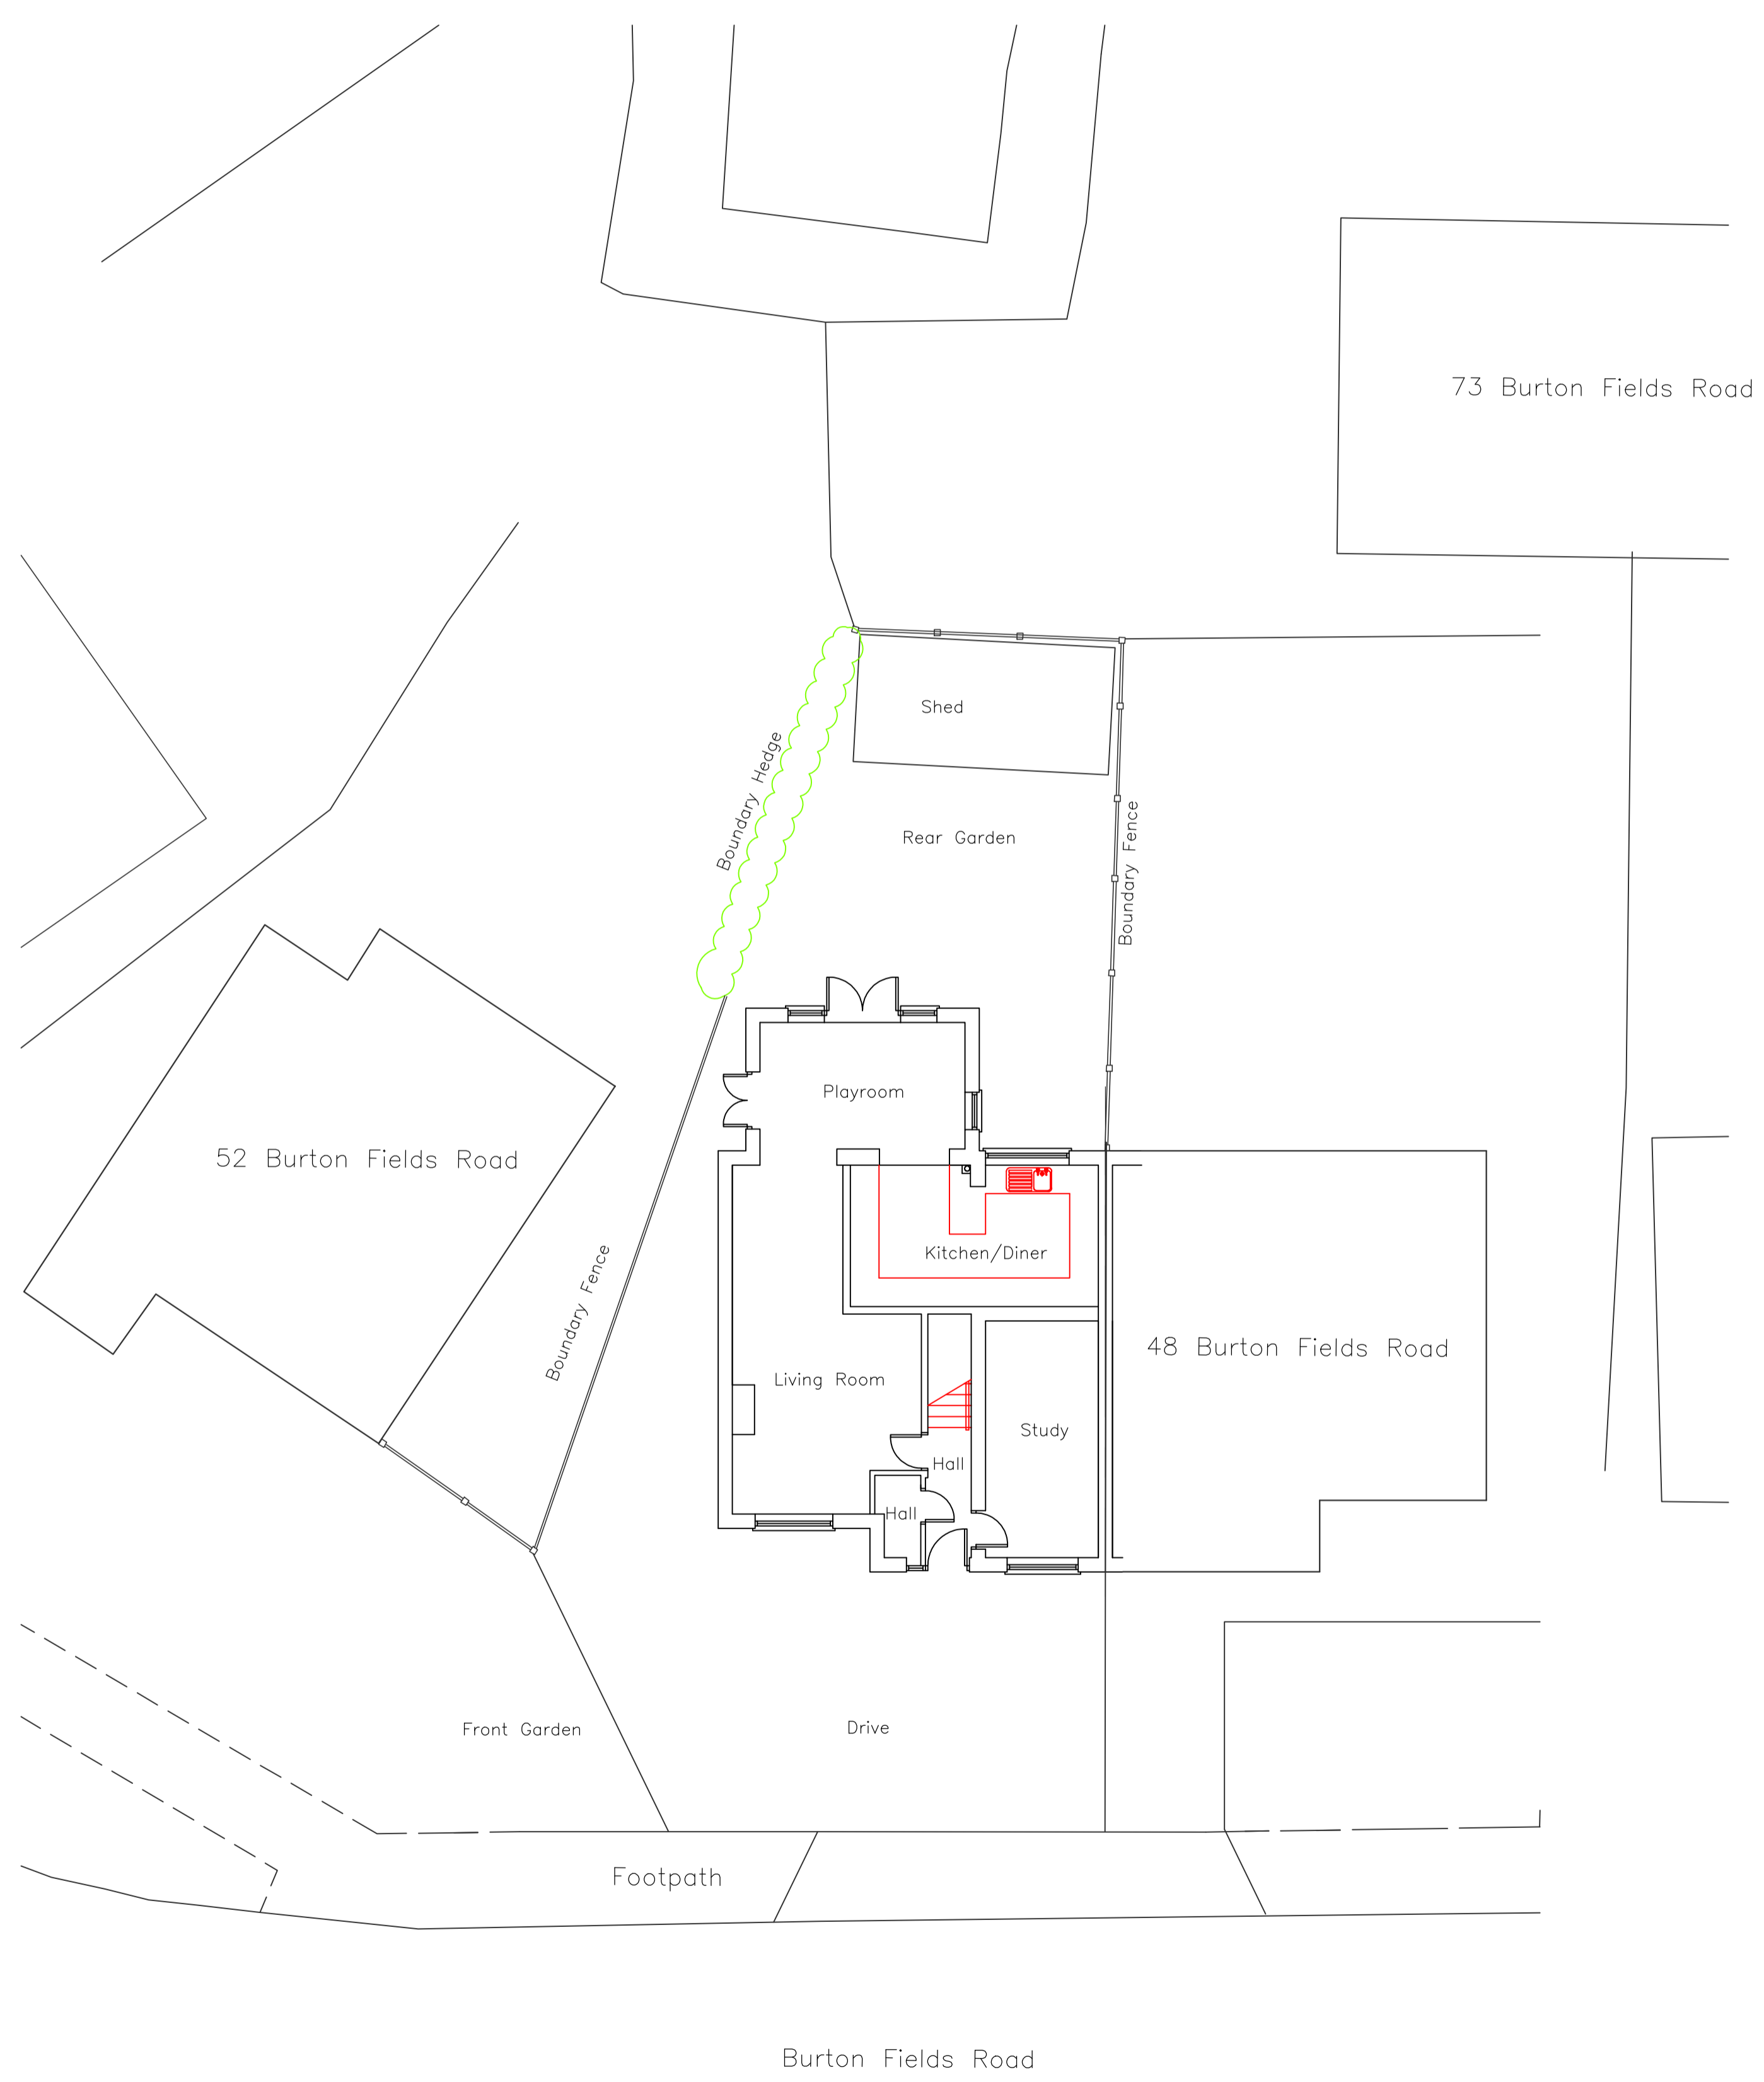 73 Burton Fields Road
Shed
Boundary Hedge
Rear Garden
Boundary Fence
Playroom
52 Burton Fields Road
Kitchen/Diner
Boundary Fence
48 Burton Fields Road
Living Room
Study
Hall
Hall
Front Garden
Drive
Footpath
Burton Fields Road